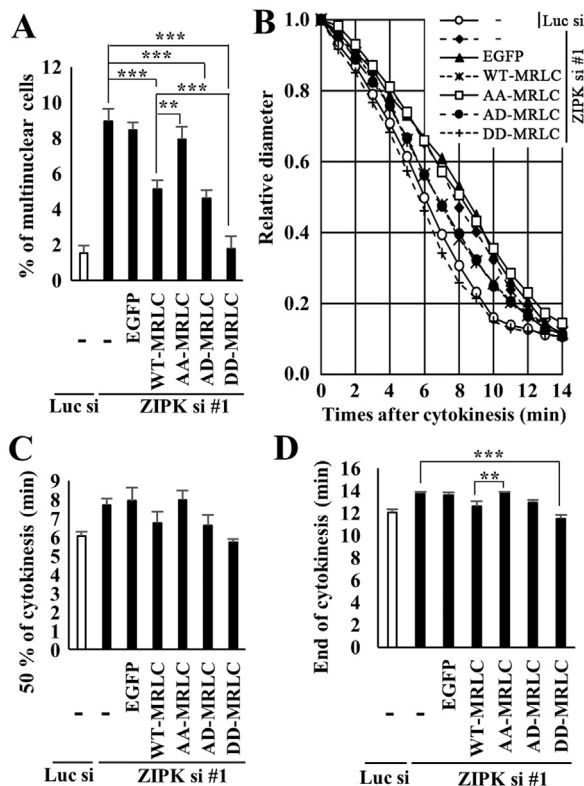 A
% of multinuclear cells
12
10
8
6
4
2
0
***
***
***
***
**
-
-
EGFP
WT-MRLC
AA-MRLC
AD-MRLC
DD-MRLC
Luc si
ZIPK si #1
B
Relative diameter
1.0
0.8
0.6
0.4
0.2
0.0
0 2 4 6 8 10 12 14
Times after cytokinesis (min)
-
-
EGFP
WT-MRLC
AA-MRLC
AD-MRLC
DD-MRLC
Luc si
ZIPK si #1
C
50 % of cytokinesis (min)
9
8
7
6
5
4
3
2
1
0
-
-
EGFP
WT-MRLC
AA-MRLC
AD-MRLC
DD-MRLC
Luc si
ZIPK si #1
D
End of cytokinesis (min)
16
14
12
10
8
6
4
2
0
***
**
-
-
EGFP
WT-MRLC
AA-MRLC
AD-MRLC
DD-MRLC
Luc si
ZIPK si #1